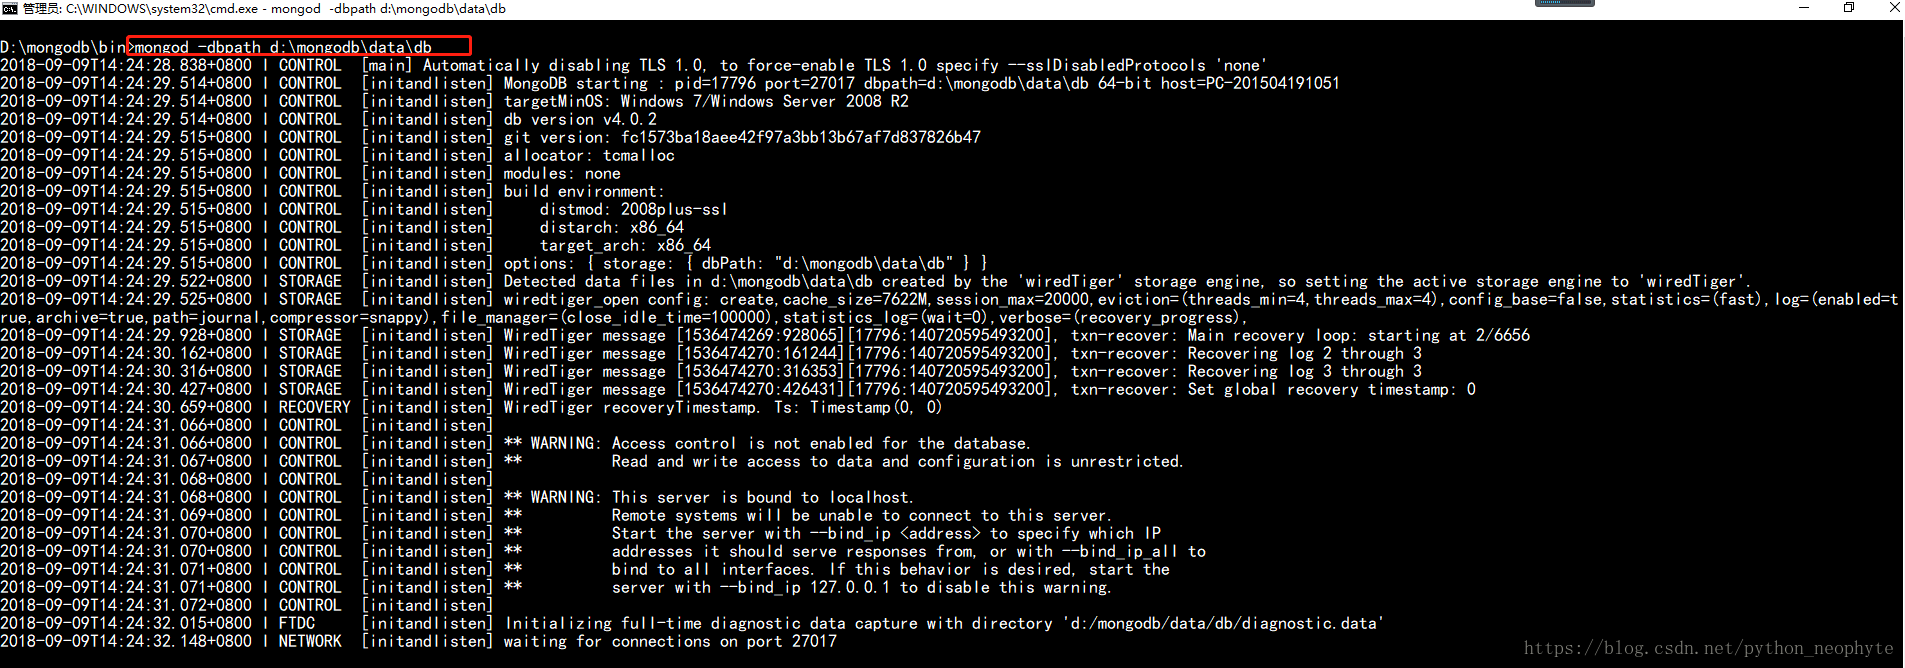 管理员: C:\WINDOWS\system32\cmd.exe - mongod  -dbpath d:\mongodb\data\db
D:\mongodb\bin>mongod -dbpath d:\mongodb\data\db
2018-09-09T14:24:28.838+0800 I CONTROL  [main] Automatically disabling TLS 1.0, to force-enable TLS 1.0 specify --sslDisabledProtocols 'none'
2018-09-09T14:24:29.514+0800 I CONTROL  [initandlisten] MongoDB starting : pid=17796 port=27017 dbpath=d:\mongodb\data\db 64-bit host=PC-201504191051
2018-09-09T14:24:29.514+0800 I CONTROL  [initandlisten] targetMinOS: Windows 7/Windows Server 2008 R2
2018-09-09T14:24:29.514+0800 I CONTROL  [initandlisten] db version v4.0.2
2018-09-09T14:24:29.515+0800 I CONTROL  [initandlisten] git version: fc1573ba18aee42f97a3bb13b67af7d837826b47
2018-09-09T14:24:29.515+0800 I CONTROL  [initandlisten] allocator: tcmalloc
2018-09-09T14:24:29.515+0800 I CONTROL  [initandlisten] modules: none
2018-09-09T14:24:29.515+0800 I CONTROL  [initandlisten] build environment:
2018-09-09T14:24:29.515+0800 I CONTROL  [initandlisten]     distmod: 2008plus-ssl
2018-09-09T14:24:29.515+0800 I CONTROL  [initandlisten]     distarch: x86_64
2018-09-09T14:24:29.515+0800 I CONTROL  [initandlisten]     target_arch: x86_64
2018-09-09T14:24:29.515+0800 I CONTROL  [initandlisten] options: { storage: { dbPath: "d:\mongodb\data\db" } }
2018-09-09T14:24:29.522+0800 I STORAGE  [initandlisten] Detected data files in d:\mongodb\data\db created by the 'wiredTiger' storage engine, so setting the active storage engine to 'wiredTiger'.
2018-09-09T14:24:29.525+0800 I STORAGE  [initandlisten] wiredtiger_open config: create,cache_size=7622M,session_max=20000,eviction=(threads_min=4,threads_max=4),config_base=false,statistics=(fast),log=(enabled=t
rue,archive=true,path=journal,compressor=snappy),file_manager=(close_idle_time=100000),statistics_log=(wait=0),verbose=(recovery_progress),
2018-09-09T14:24:29.928+0800 I STORAGE  [initandlisten] WiredTiger message [1536474269:928065][17796:140720595493200], txn-recover: Main recovery loop: starting at 2/6656
2018-09-09T14:24:30.162+0800 I STORAGE  [initandlisten] WiredTiger message [1536474270:161244][17796:140720595493200], txn-recover: Recovering log 2 through 3
2018-09-09T14:24:30.316+0800 I STORAGE  [initandlisten] WiredTiger message [1536474270:316353][17796:140720595493200], txn-recover: Recovering log 3 through 3
2018-09-09T14:24:30.427+0800 I STORAGE  [initandlisten] WiredTiger message [1536474270:426431][17796:140720595493200], txn-recover: Set global recovery timestamp: 0
2018-09-09T14:24:30.659+0800 I RECOVERY [initandlisten] WiredTiger recoveryTimestamp. Ts: Timestamp(0, 0)
2018-09-09T14:24:31.066+0800 I CONTROL  [initandlisten]
2018-09-09T14:24:31.066+0800 I CONTROL  [initandlisten] ** WARNING: Access control is not enabled for the database.
2018-09-09T14:24:31.067+0800 I CONTROL  [initandlisten] **          Read and write access to data and configuration is unrestricted.
2018-09-09T14:24:31.068+0800 I CONTROL  [initandlisten]
2018-09-09T14:24:31.068+0800 I CONTROL  [initandlisten] ** WARNING: This server is bound to localhost.
2018-09-09T14:24:31.069+0800 I CONTROL  [initandlisten] **          Remote systems will be unable to connect to this server.
2018-09-09T14:24:31.070+0800 I CONTROL  [initandlisten] **          Start the server with --bind_ip <address> to specify which IP
2018-09-09T14:24:31.070+0800 I CONTROL  [initandlisten] **          addresses it should serve responses from, or with --bind_ip_all to
2018-09-09T14:24:31.071+0800 I CONTROL  [initandlisten] **          bind to all interfaces. If this behavior is desired, start the
2018-09-09T14:24:31.071+0800 I CONTROL  [initandlisten] **          server with --bind_ip 127.0.0.1 to disable this warning.
2018-09-09T14:24:31.072+0800 I CONTROL  [initandlisten]
2018-09-09T14:24:32.015+0800 I FTDC     [initandlisten] Initializing full-time diagnostic data capture with directory 'd:/mongodb/data/db/diagnostic.data'
2018-09-09T14:24:32.148+0800 I NETWORK  [initandlisten] waiting for connections on port 27017
https://blog.csdn.net/python_neophyte